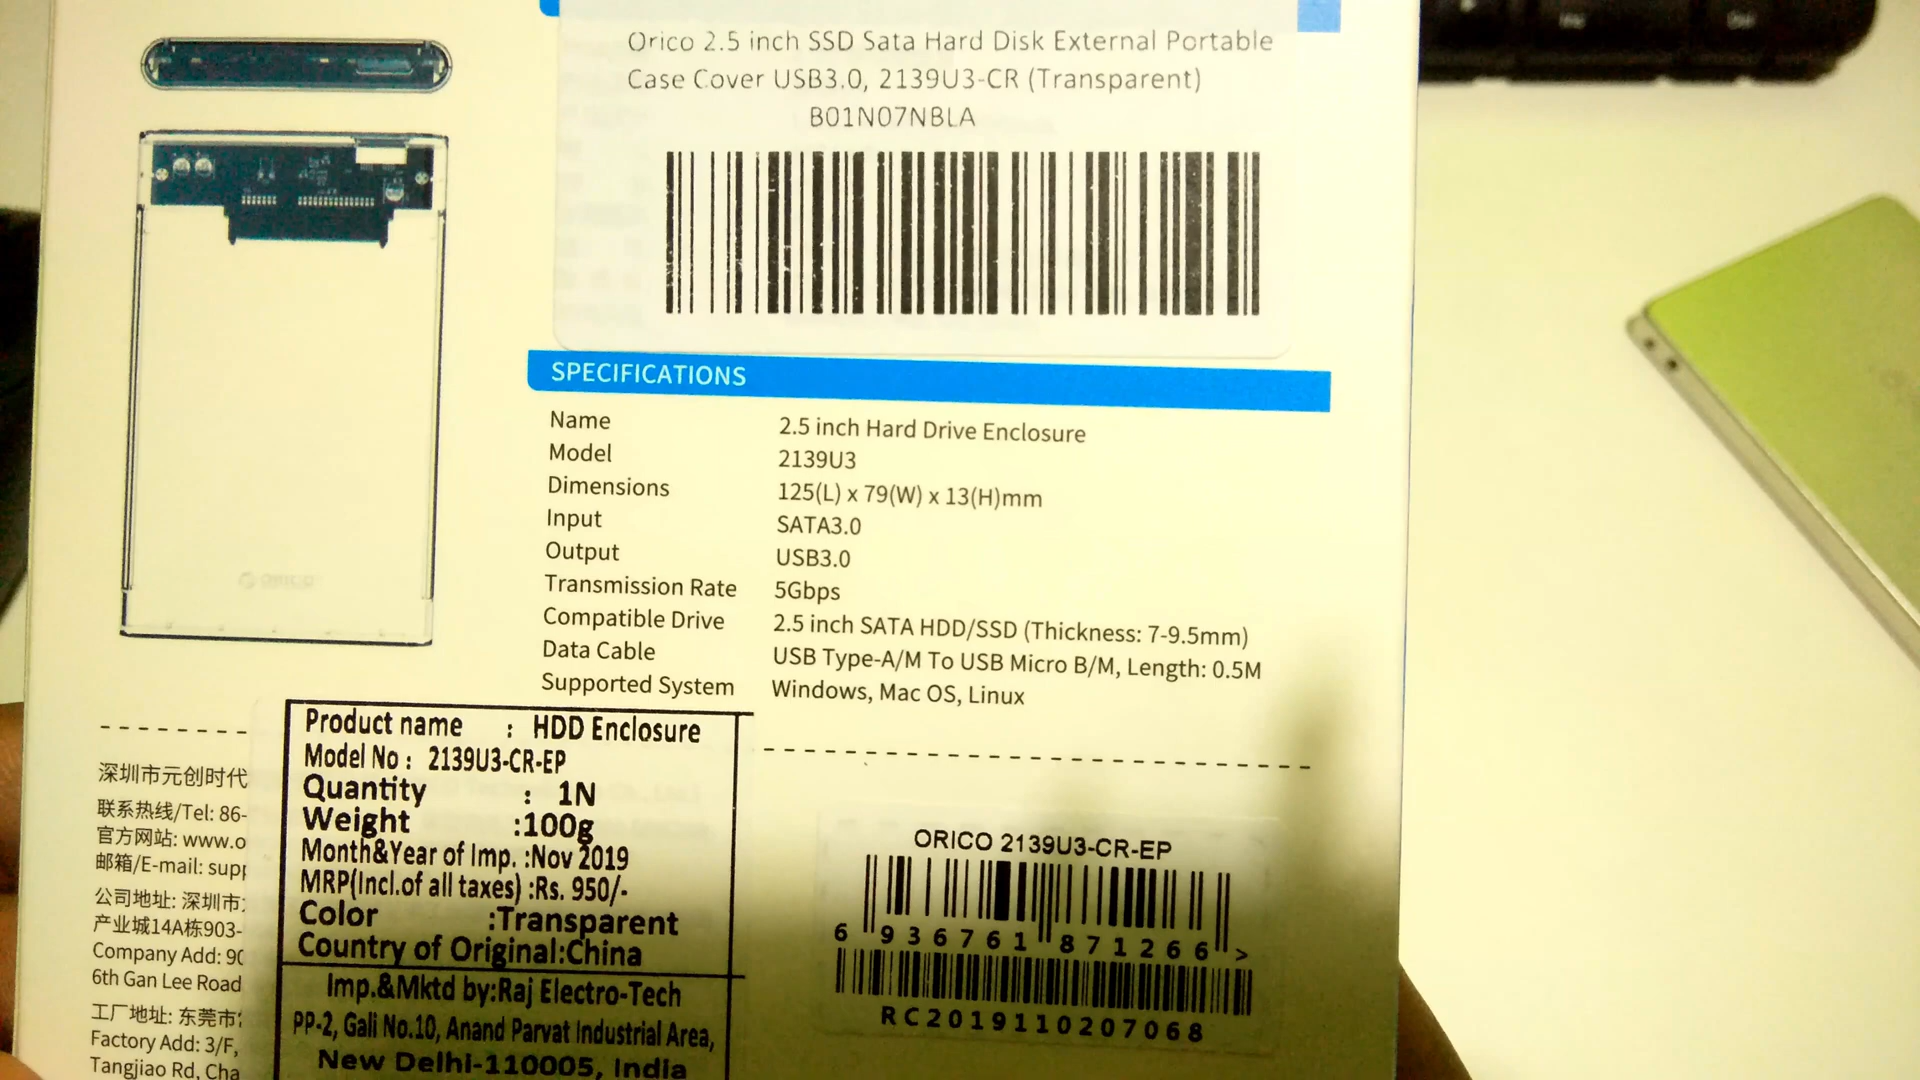 Orico 2.5 inch SSD Sata Hard Disk External Portable
Case Cover USB3.0, 2139U3-CR (Transparent)
B01N07NBLA
SPECIFICATIONS
Name 2.5 inch Hard Drive Enclosure
Model 2139U3
Dimensions 125(L) x 79(W) x 13(H)mm
Input SATA3.0
Output USB3.0
Transmission Rate 5Gbps
Compatible Drive 2.5 inch SATA HDD/SSD (Thickness: 7-9.5mm)
Data Cable USB Type-A/M To USB Micro B/M, Length: 0.5M
Supported System Windows, Mac OS, Linux
ORICO
深圳市元创时代
联系热线/Tel: 86-
官方网站: www.o
邮箱/E-mail: supp
公司地址: 深圳市
产业城14A栋903-
Company Add: 90
6th Gan Lee Road
工厂地址: 东莞市
Factory Add: 3/F,
Tangjiao Rd, Cha
Product name : HDD Enclosure
Model No : 2139U3-CR-EP
Quantity : 1N
Weight :100g
Month&Year of Imp. :Nov 2019
MRP(Incl.of all taxes) :Rs. 950/-
Color :Transparent
Country of Original:China
Imp.&Mktd by:Raj Electro-Tech
PP-2, Gali No.10, Anand Parvat Industrial Area,
New Delhi-110005, India
ORICO 2139U3-CR-EP
6 936761 871266 >
RC2019110207068